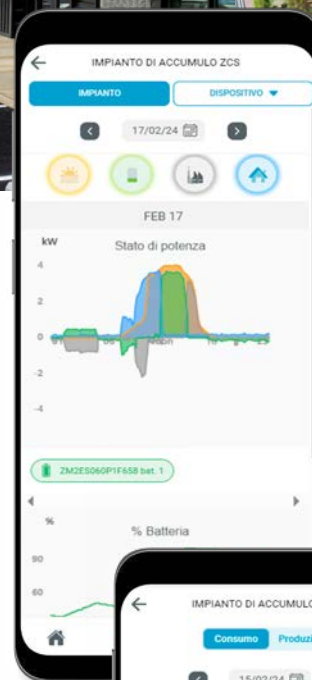 IMPIANTO DI ACCUMULO ZCS
IMPIANTO
DISPOSITIVO
17/02/24
FEB 17
kW
Stato di potenza
4
2
0
-2
-4
ZM2ES060P1F658 bat. 1
%
% Batteria
90
60
IMPIANTO DI ACCUMULO
Consumo Produzi
15/02/24